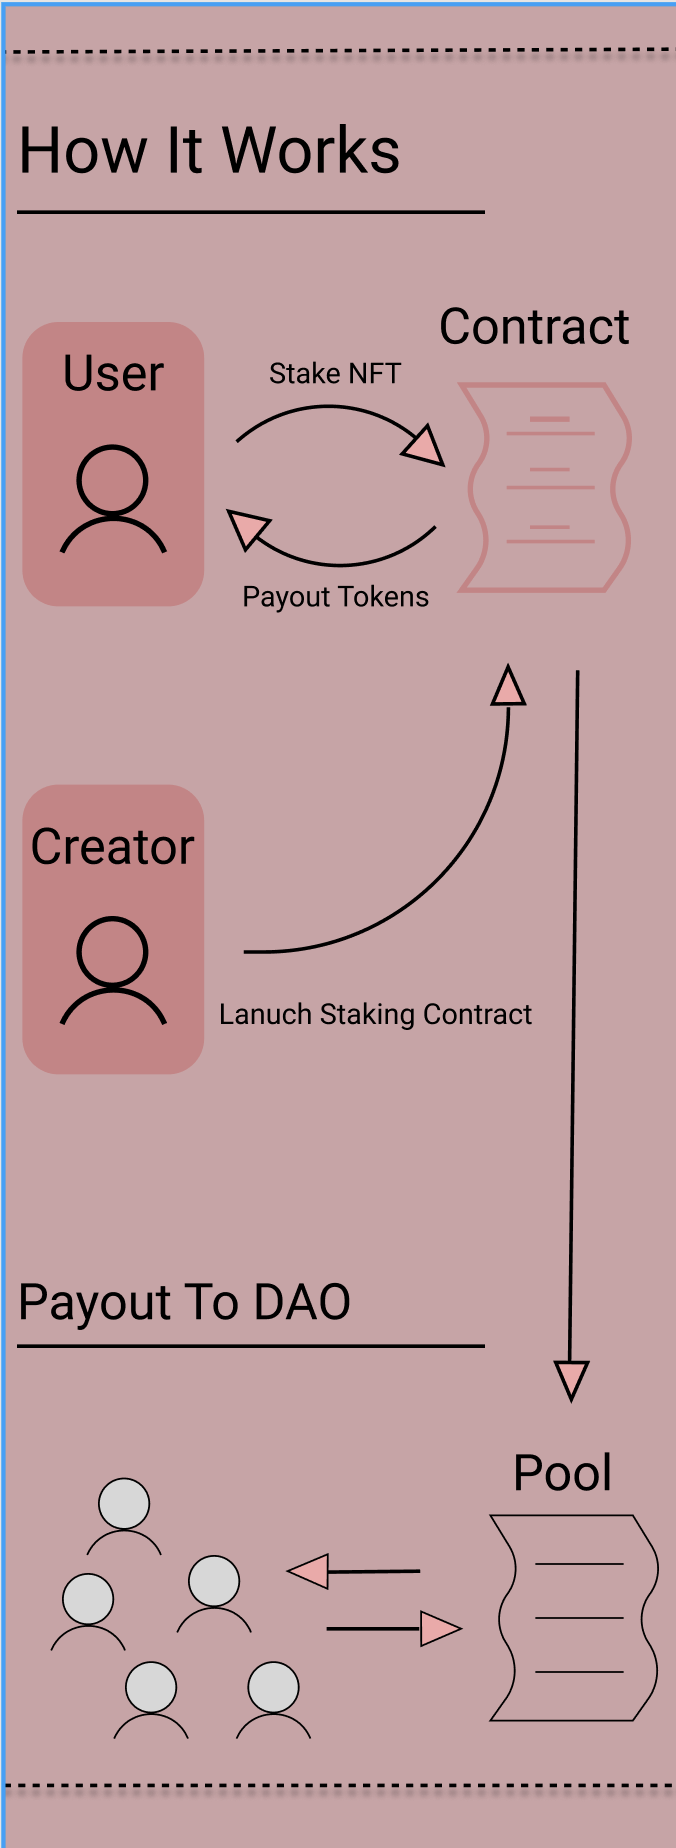 How It Works
Contract
User
Stake NFT
Payout Tokens
Creator
Lanuch Staking Contract
Payout To DAO
Pool